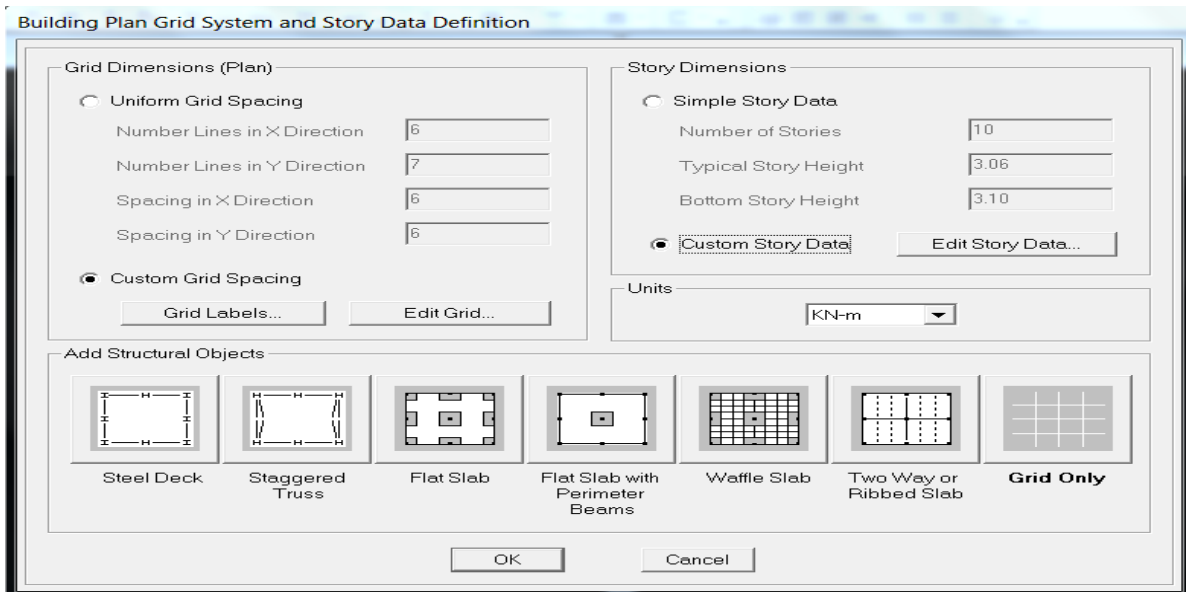 Building Plan Grid System and Story Data Definition
Grid Dimensions (Plan)
Uniform Grid Spacing
Number Lines in X Direction 6
Number Lines in Y Direction 7
Spacing in X Direction 6
Spacing in Y Direction 6
Custom Grid Spacing
Grid Labels... Edit Grid...
Story Dimensions
Simple Story Data
Number of Stories 10
Typical Story Height 3.06
Bottom Story Height 3.10
Custom Story Data Edit Story Data...
Units
KN-m
Add Structural Objects
Steel Deck
Staggered
Truss
Flat Slab
Flat Slab with
Perimeter
Beams
Waffle Slab
Two Way or
Ribbed Slab
Grid Only
OK Cancel